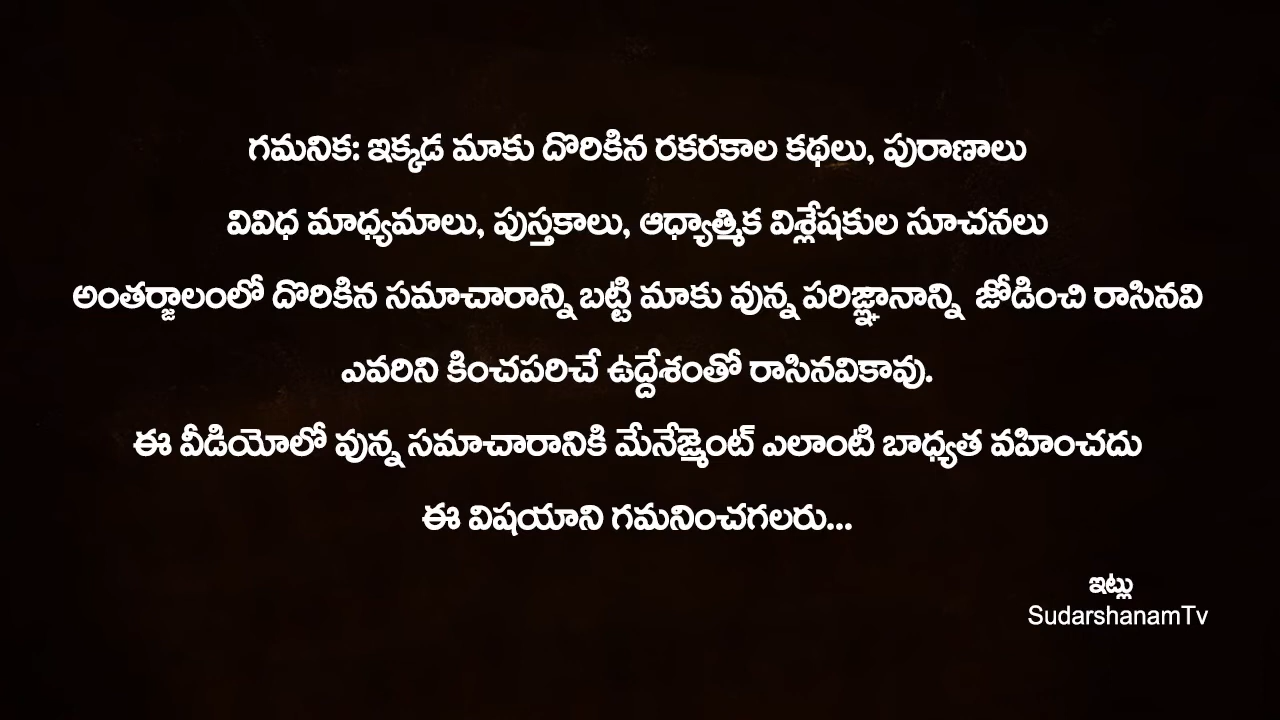 గమనిక: ఇక్కడ మాకు దొరికిన రకరకాల కథలు, పురాణాలు
వివిధ మాధ్యమాలు, పుస్తకాలు, ఆధ్యాత్మిక విశ్లేషకుల సూచనలు
అంతర్జాలంలో దొరికిన సమాచారాన్ని బట్టి మాకు వున్న పరిజ్ఞానాన్ని జోడించి రాసినవి
ఎవరిని కించపరిచే ఉద్దేశంతో రాసినవికావు.
ఈ వీడియోలో వున్న సమాచారానికి మేనేజ్మెంట్ ఎలాంటి బాధ్యత వహించదు
ఈ విషయాని గమనించగలరు...
ఇట్లు
SudarshanamTv